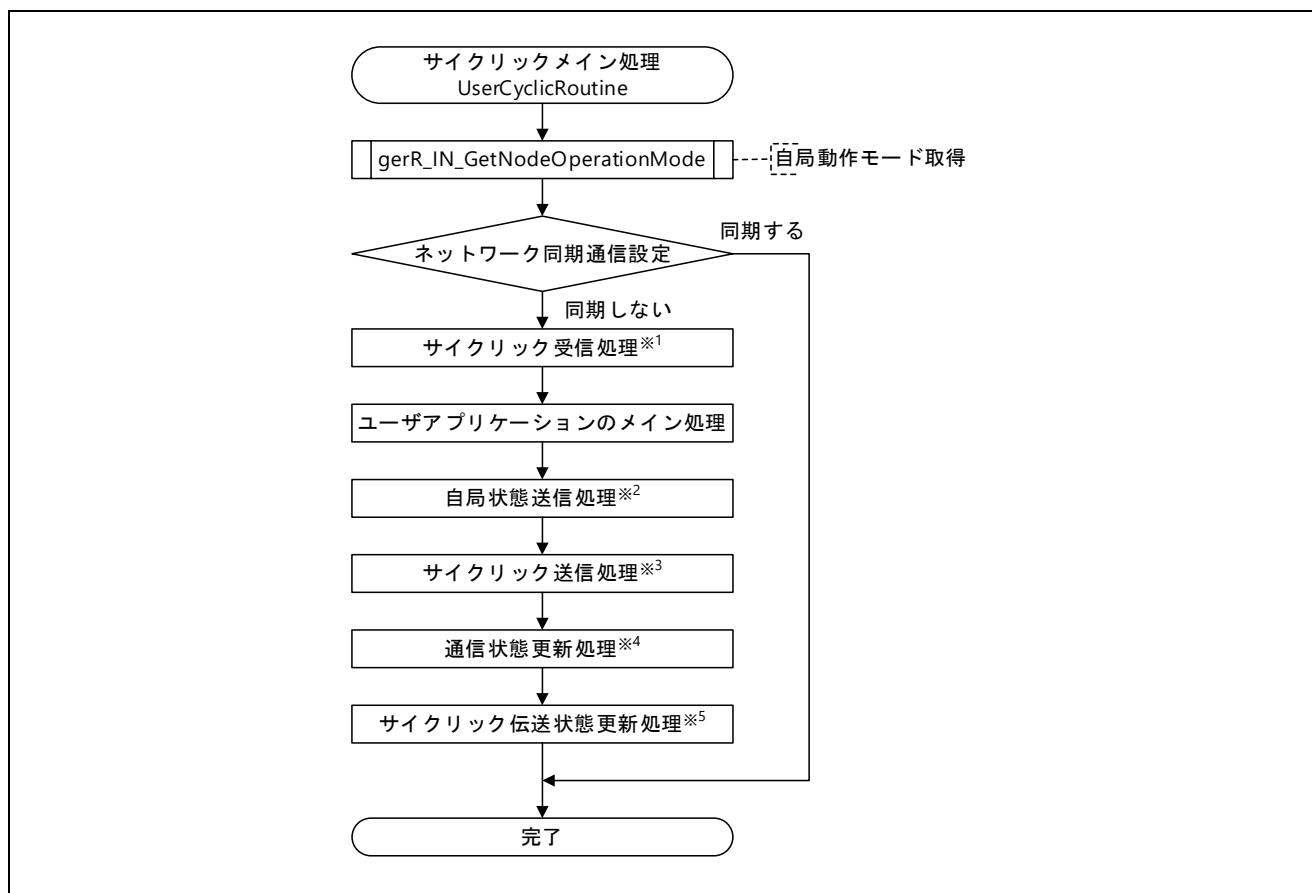 サイクリックメイン処理
UserCyclicRoutine
gerR_IN_GetNodeOperationMode
自局動作モード取得
同期する
ネットワーク同期通信設定
同期しない
サイクリック受信処理※1
ユーザアプリケーションのメイン処理
自局状態送信処理※2
サイクリック送信処理※3
通信状態更新処理※4
サイクリック伝送状態更新処理※5
完了